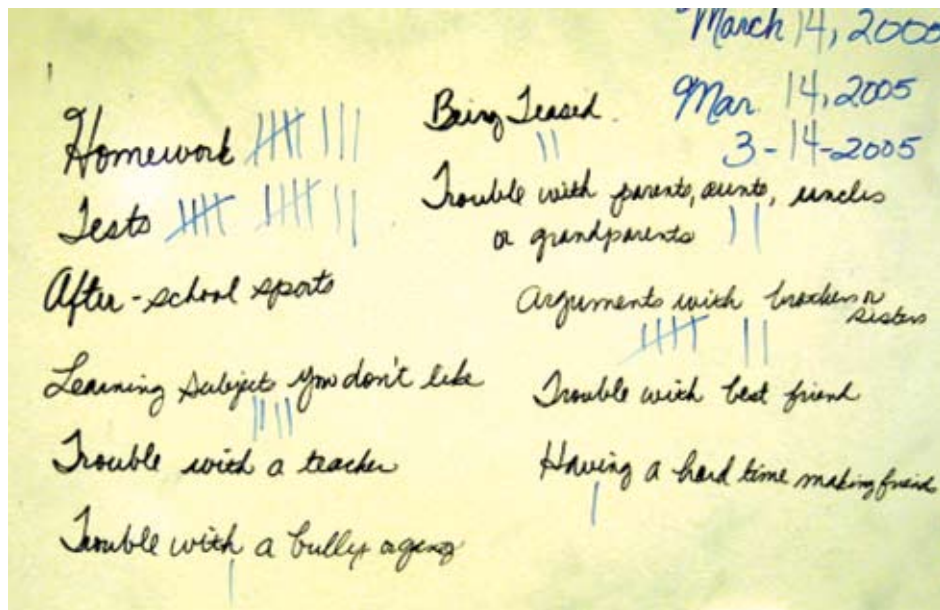 March 14, 2005
Mar. 14, 2005
3-14-2005
Homework
Tests
After-school sports
Learning subjects you don't like
Trouble with a teacher
Trouble with a bully or gang
Being Teased
Trouble with parents, aunts, uncles
or grandparents
Arguments with brothers or
sisters
Trouble with best friend
Having a hard time making friends